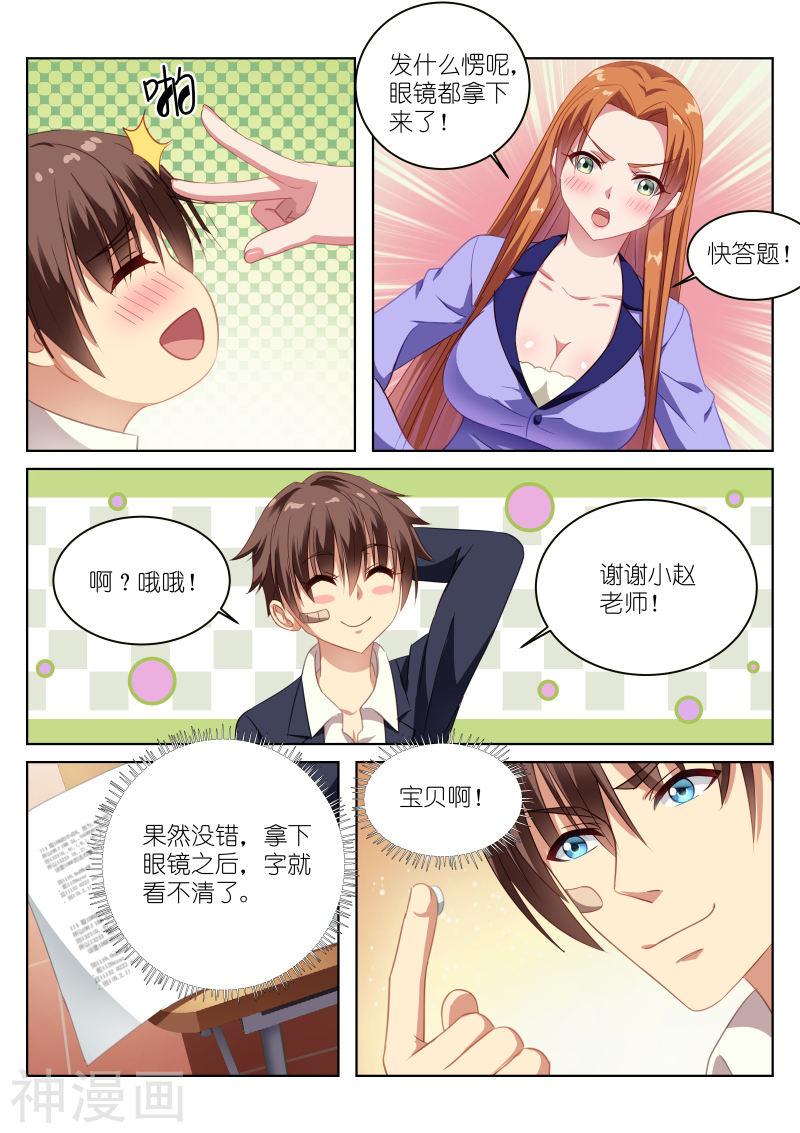 啪
发什么愣呢，
眼镜都拿下
来了！
快答题！
啊？哦哦！
谢谢小赵
老师！
果然没错，拿下
眼镜之后，字就
看不清了。
宝贝啊！
神漫画